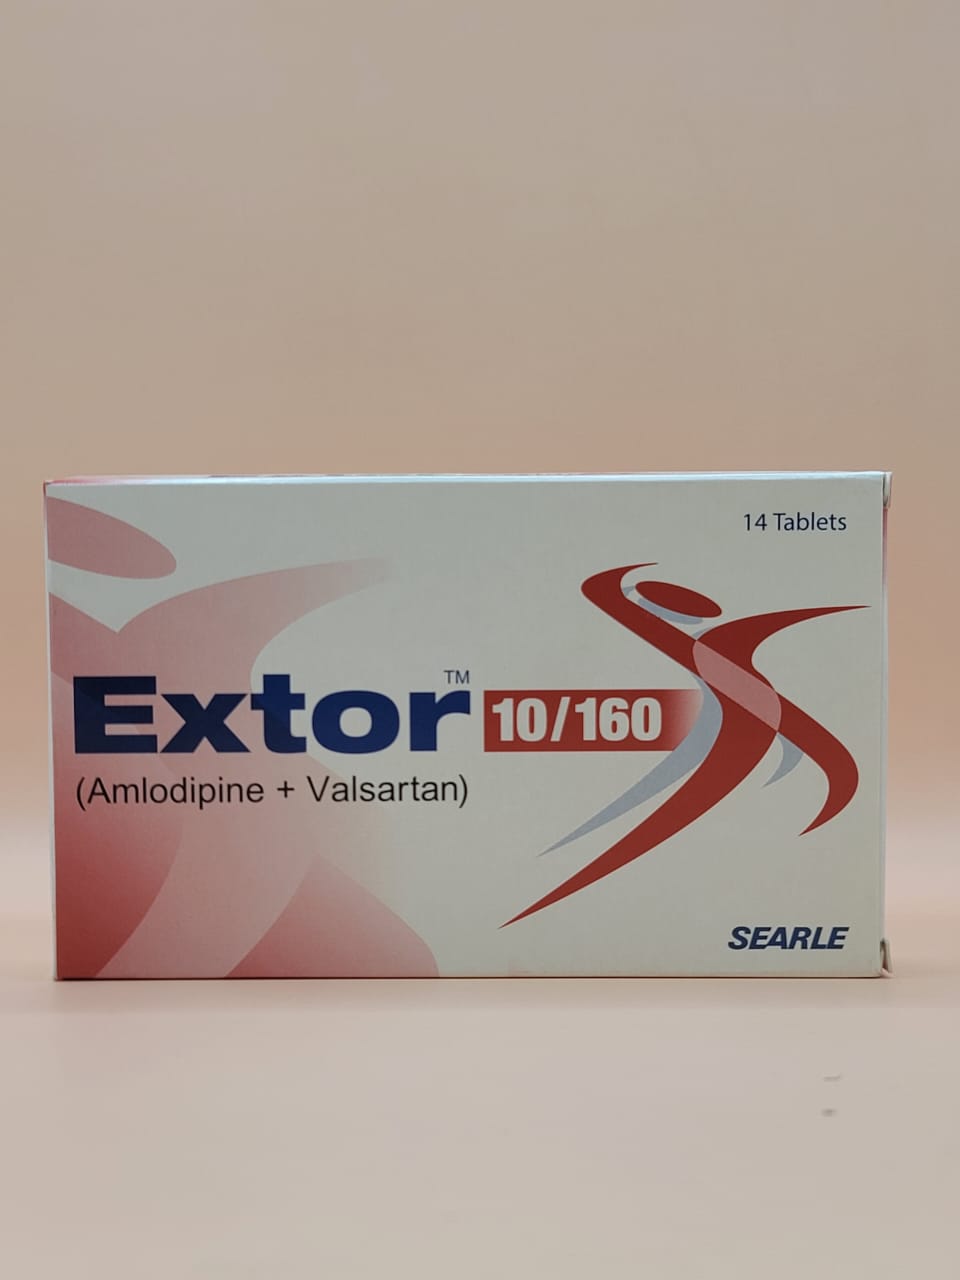 14 Tablets
Extor™ 10/160
(Amlodipine + Valsartan)
SEARLE